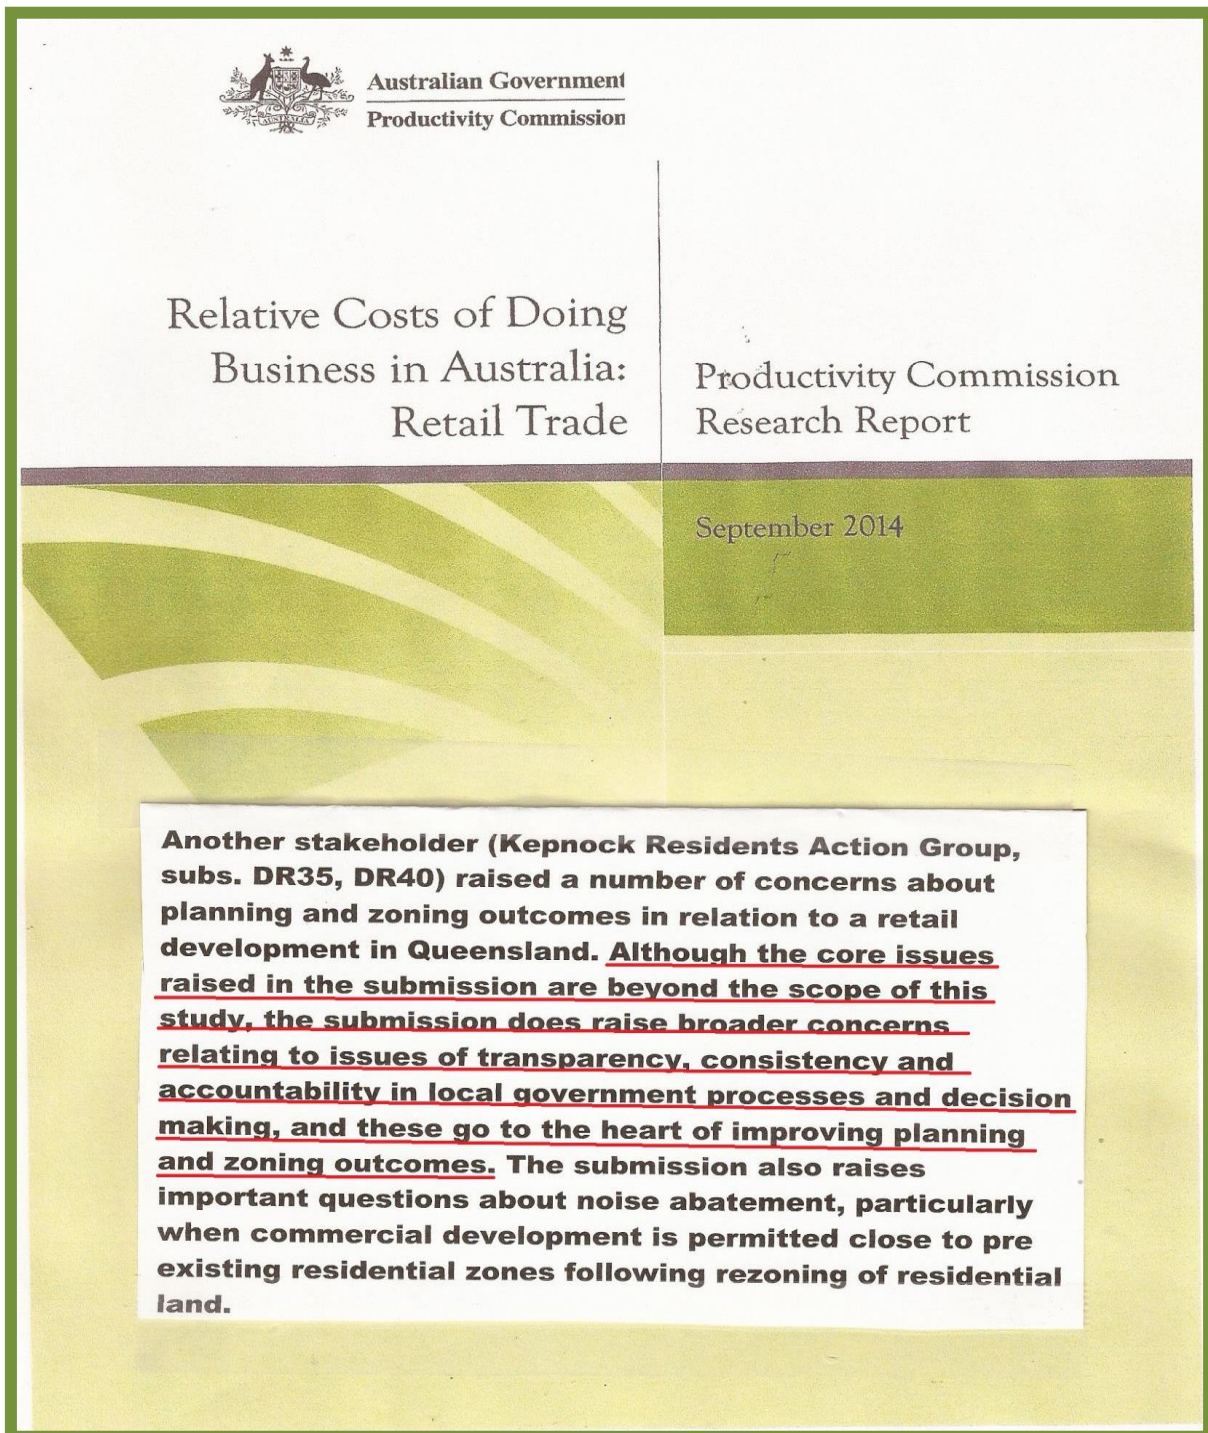 Australian Government
Productivity Commission
AUSTRALIA
Relative Costs of Doing
Business in Australia:
Retail Trade
Productivity Commission
Research Report
September 2014
Another stakeholder (Kepnock Residents Action Group,
subs. DR35, DR40) raised a number of concerns about
planning and zoning outcomes in relation to a retail
development in Queensland. Although the core issues
raised in the submission are beyond the scope of this
study, the submission does raise broader concerns
relating to issues of transparency, consistency and
accountability in local government processes and decision
making, and these go to the heart of improving planning
and zoning outcomes. The submission also raises
important questions about noise abatement, particularly
when commercial development is permitted close to pre
existing residential zones following rezoning of residential
land.